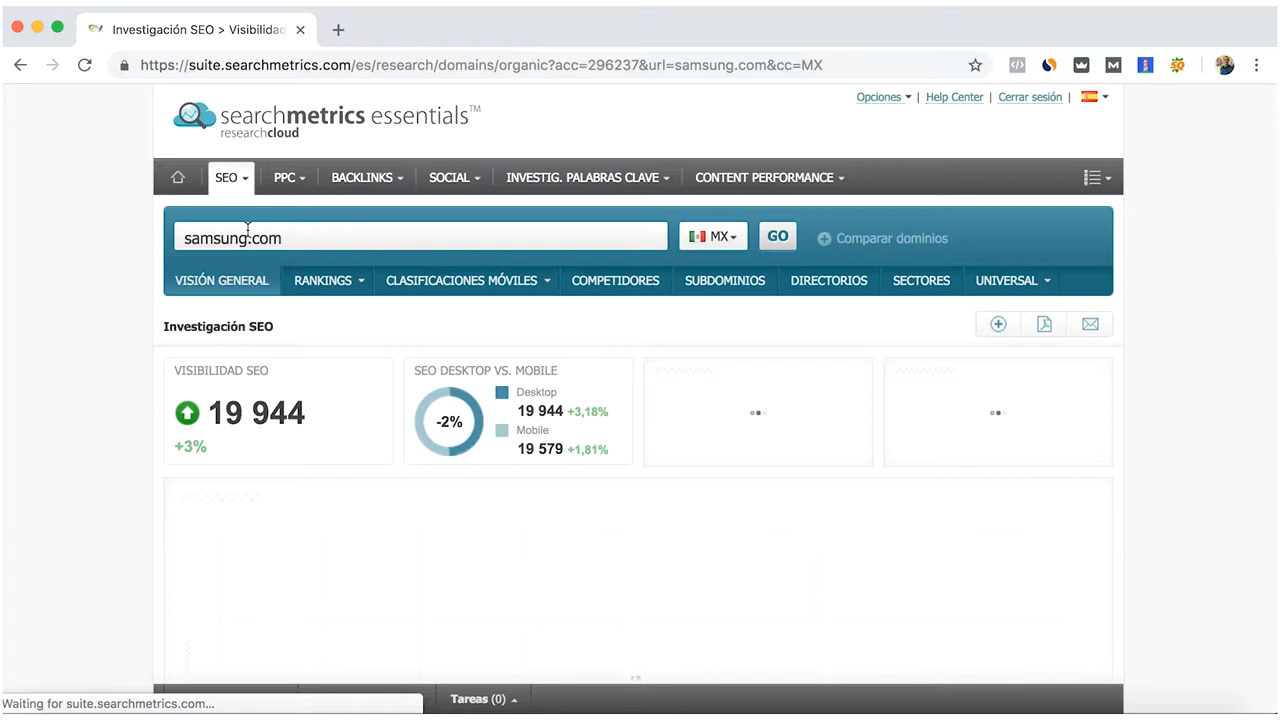 Investigación SEO > Visibilidad
https://suite.searchmetrics.com/es/research/domains/organic?acc=296237&url=samsung.com&cc=MX
Opciones | Help Center | Cerrar sesión |
searchmetrics essentials™
researchcloud
SEO PPC BACKLINKS SOCIAL INVESTIG. PALABRAS CLAVE CONTENT PERFORMANCE
samsung.com MX GO Comparar dominios
VISIÓN GENERAL RANKINGS CLASIFICACIONES MÓVILES COMPETIDORES SUBDOMINIOS DIRECTORIOS SECTORES UNIVERSAL
Investigación SEO
VISIBILIDAD SEO
19 944
+3%
SEO DESKTOP VS. MOBILE
-2%
Desktop
19 944 +3,18%
Mobile
19 579 +1,81%
Tareas (0)
Waiting for suite.searchmetrics.com...